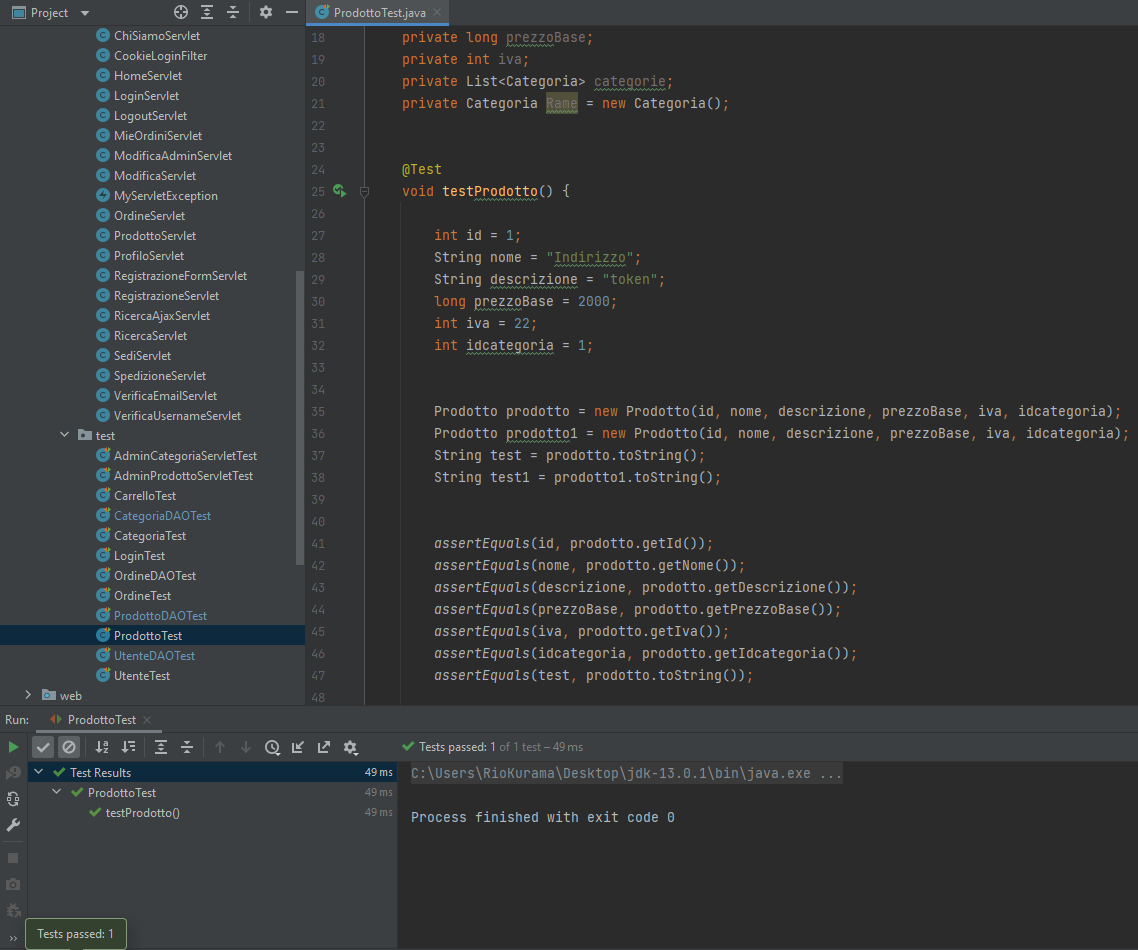 Project
ProdottoTest.java
ChiSiamoServlet
CookieLoginFilter
HomeServlet
LoginServlet
LogoutServlet
MieOrdiniServlet
ModificaAdminServlet
ModificaServlet
MyServletException
OrdineServlet
ProdottoServlet
ProfiloServlet
RegistrazioneFormServlet
RegistrazioneServlet
RicercaAjaxServlet
RicercaServlet
SediServlet
SpedizioneServlet
VerificaEmailServlet
VerificaUsernameServlet
test
AdminCategoriaServletTest
AdminProdottoServletTest
CarrelloTest
CategoriaDAOTest
CategoriaTest
LoginTest
OrdineDAOTest
OrdineTest
ProdottoDAOTest
ProdottoTest
UtenteDAOTest
UtenteTest
web
18 private long prezzoBase;
19 private int iva;
20 private List<Categoria> categorie;
21 private Categoria Rame = new Categoria();
22
23
24 @Test
25 void testProdotto() {
26
27 int id = 1;
28 String nome = "Indirizzo";
29 String descrizione = "token";
30 long prezzoBase = 2000;
31 int iva = 22;
32 int idcategoria = 1;
33
34
35 Prodotto prodotto = new Prodotto(id, nome, descrizione, prezzoBase, iva, idcategoria);
36 Prodotto prodotto1 = new Prodotto(id, nome, descrizione, prezzoBase, iva, idcategoria);
37 String test = prodotto.toString();
38 String test1 = prodotto1.toString();
39
40
41 assertEquals(id, prodotto.getId());
42 assertEquals(nome, prodotto.getNome());
43 assertEquals(descrizione, prodotto.getDescrizione());
44 assertEquals(prezzoBase, prodotto.getPrezzoBase());
45 assertEquals(iva, prodotto.getIva());
46 assertEquals(idcategoria, prodotto.getIdcategoria());
47 assertEquals(test, prodotto.toString());
48
Run: ProdottoTest
Tests passed: 1 of 1 test – 49 ms
Test Results 49 ms
ProdottoTest 49 ms
testProdotto() 49 ms
C:\Users\RioKurama\Desktop\jdk-13.0.1\bin\java.exe ...
Process finished with exit code 0
Tests passed: 1